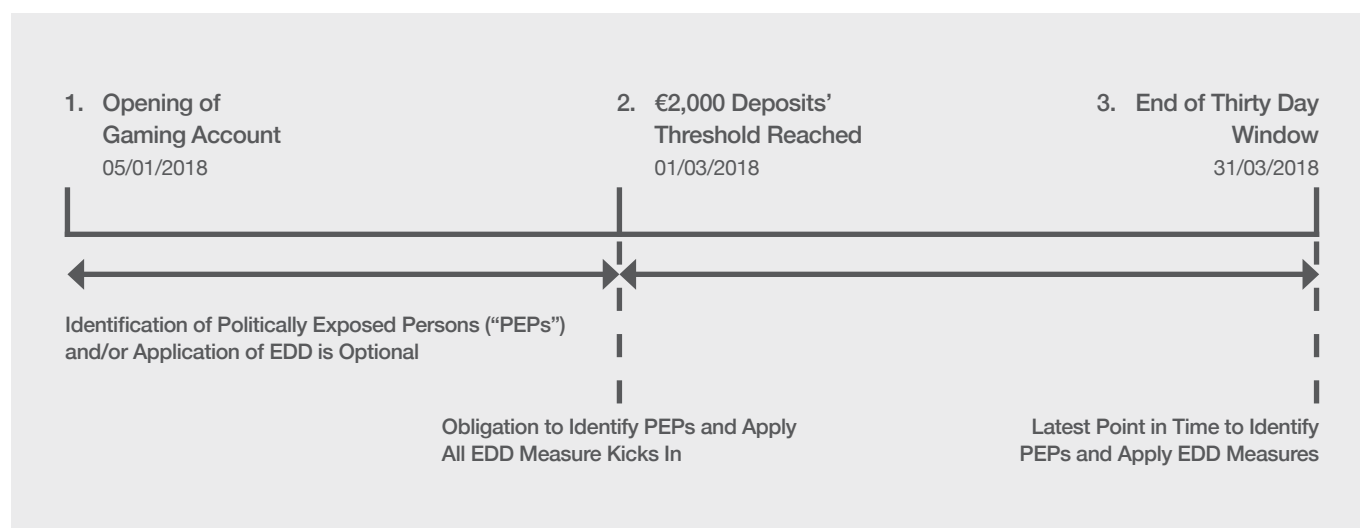 1. Opening of
Gaming Account
05/01/2018
2. €2,000 Deposits’
Threshold Reached
01/03/2018
3. End of Thirty Day
Window
31/03/2018
Identification of Politically Exposed Persons (“PEPs”)
and/or Application of EDD is Optional
Obligation to Identify PEPs and Apply
All EDD Measure Kicks In
Latest Point in Time to Identify
PEPs and Apply EDD Measures